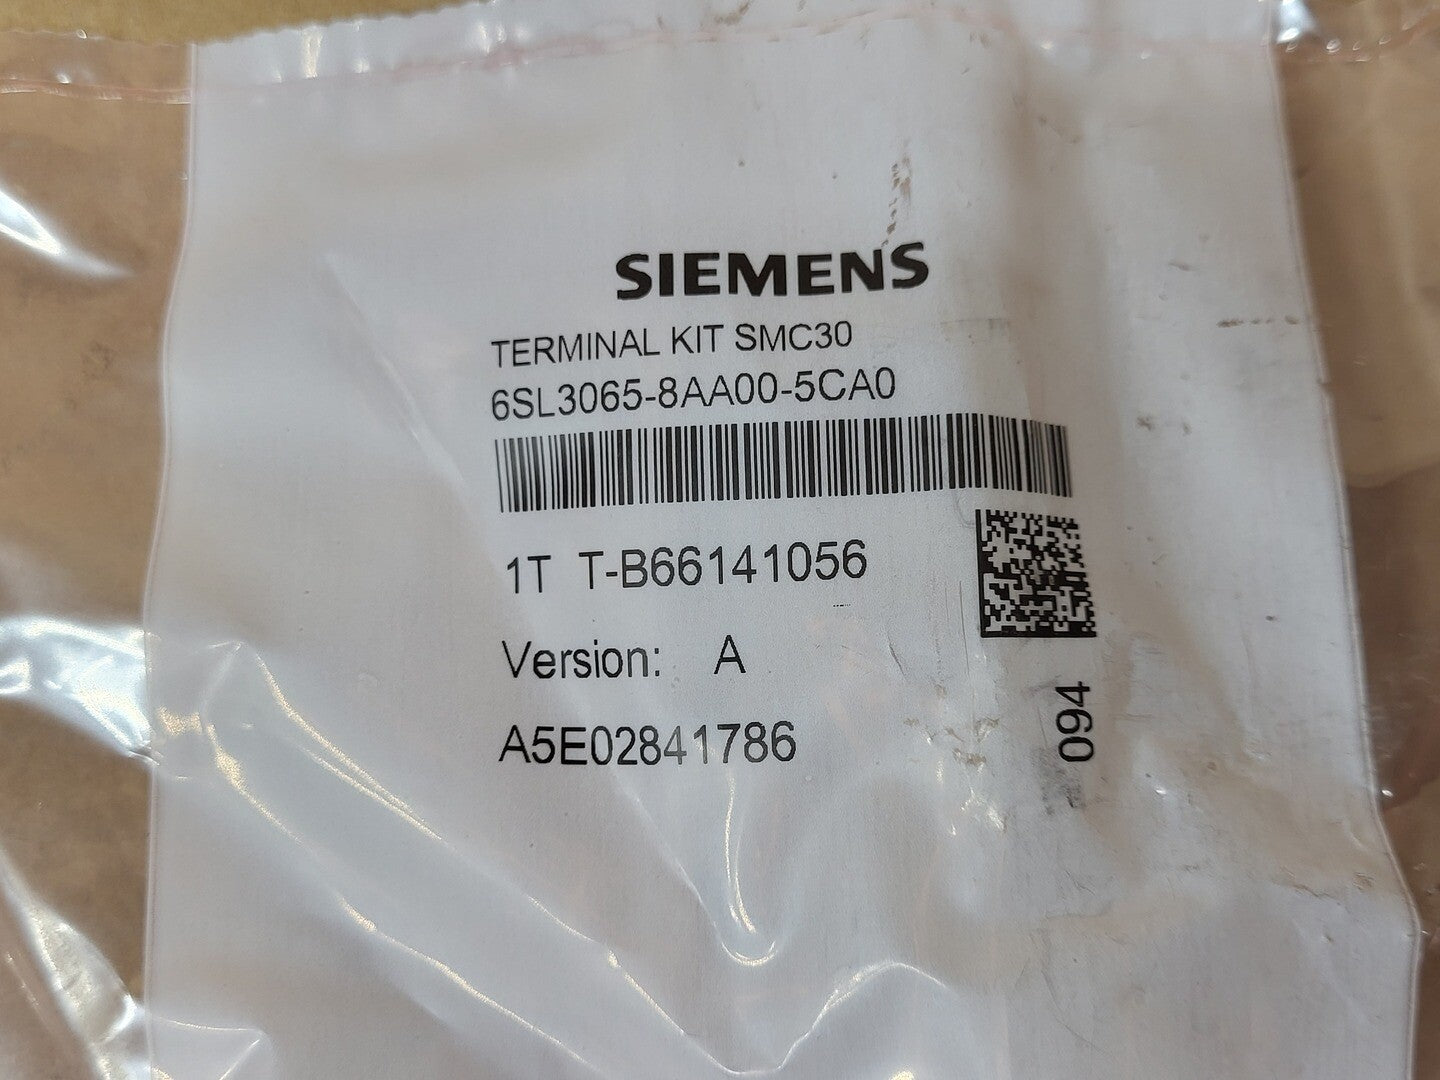 SIEMENS
TERMINAL KIT SMC30
6SL3065-8AA00-5CA0
1T T-B66141056
Version: A
A5E02841786
094